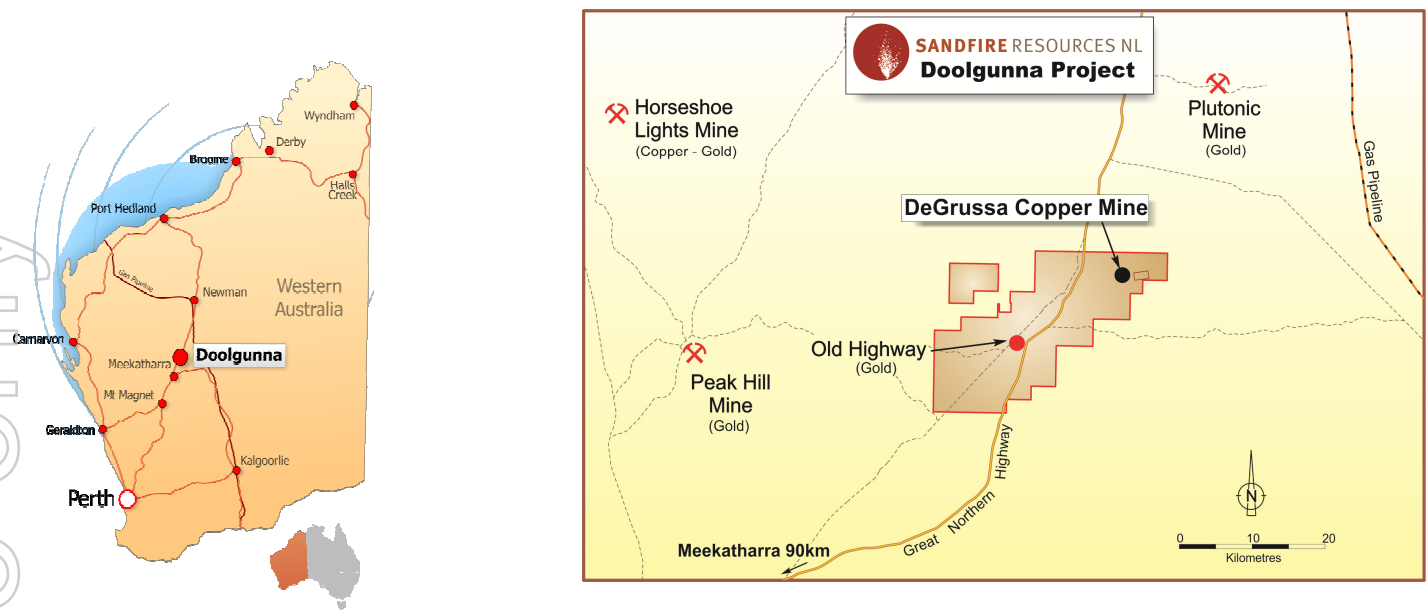 Wyndham
Derby
Broome
Halls
Creek
Port Hedland
Gas Pipeline
Newman
Western
Australia
Carnarvon
Doolgunna
Meekatharra
Mt Magnet
Geraldton
Kalgoorlie
Perth
SANDFIRE RESOURCES NL
Doolgunna Project
Horseshoe
Lights Mine
(Copper - Gold)
Plutonic
Mine
(Gold)
Gas Pipeline
DeGrussa Copper Mine
Old Highway
(Gold)
Peak Hill
Mine
(Gold)
Great Northern Highway
Meekatharra 90km
N
0 10 20
Kilometres